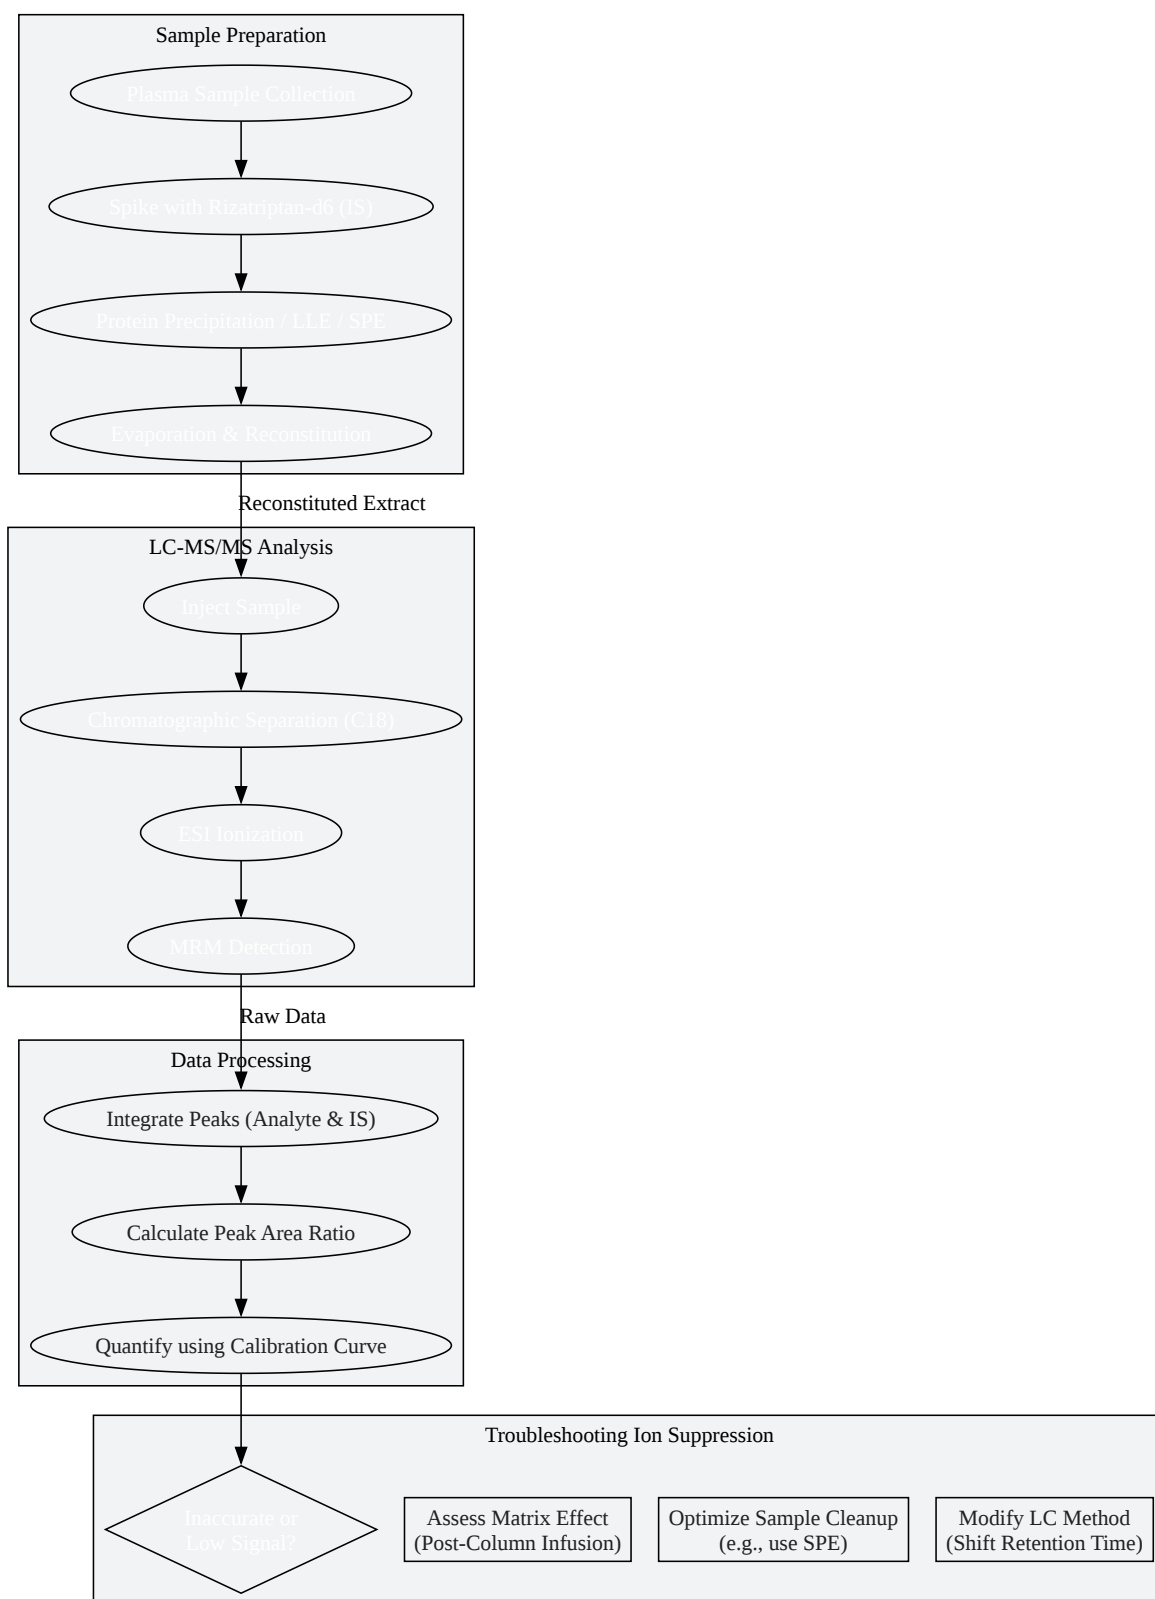 Sample Preparation
Plasma Sample Collection
Spike with Rizatriptan-d6 (IS)
Protein Precipitation / LLE / SPE
Evaporation & Reconstitution
Reconstituted Extract
LC-MS/MS Analysis
Inject Sample
Chromatographic Separation (C18)
ESI Ionization
MRM Detection
Raw Data
Data Processing
Integrate Peaks (Analyte & IS)
Calculate Peak Area Ratio
Quantify using Calibration Curve
Troubleshooting Ion Suppression
Inaccurate or
Low Signal?
Assess Matrix Effect
(Post-Column Infusion)
Optimize Sample Cleanup
(e.g., use SPE)
Modify LC Method
(Shift Retention Time)